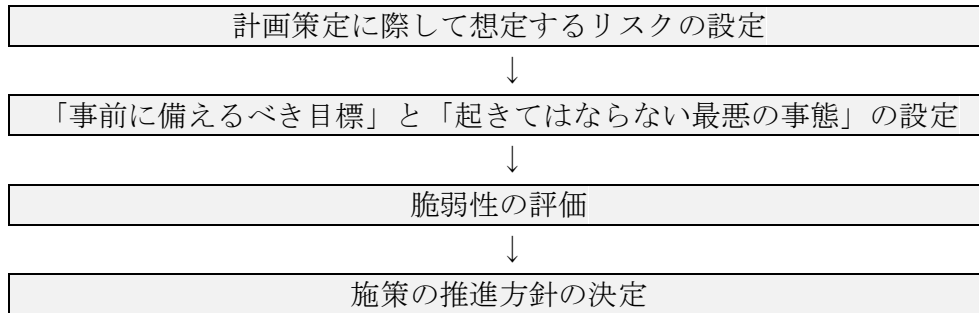 計画策定に際して想定するリスクの設定
↓
「事前に備えるべき目標」と「起きてはならない最悪の事態」の設定
↓
脆弱性の評価
↓
施策の推進方針の決定